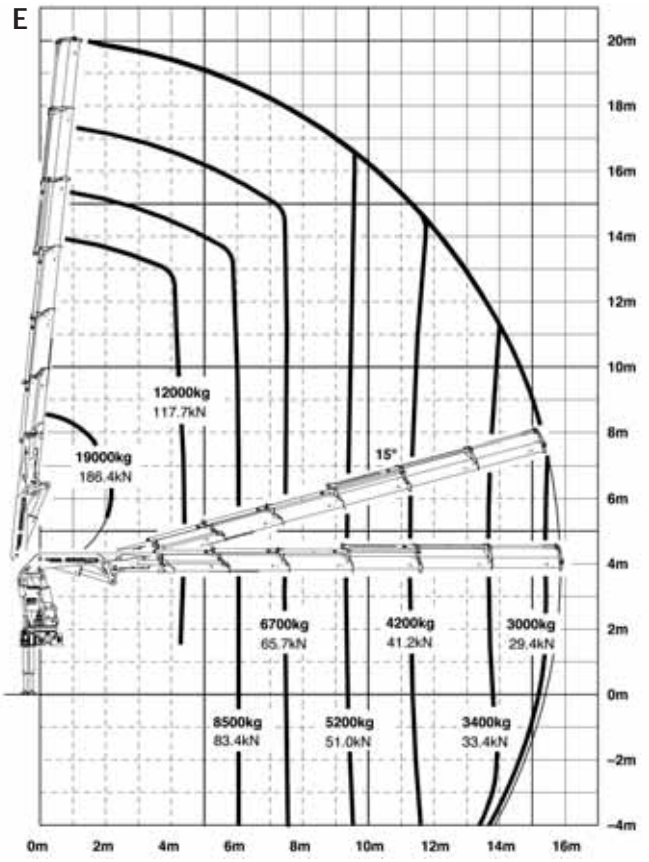 E
20m
18m
16m
14m
12m
12000kg
117.7kN
10m
19000kg
186.4kN
15°
8m
6m
4m
6700kg
65.7kN
4200kg
41.2kN
3000kg
29.4kN
2m
0m
8500kg
83.4kN
5200kg
51.0kN
3400kg
33.4kN
-2m
-4m
0m 2m 4m 6m 8m 10m 12m 14m 16m